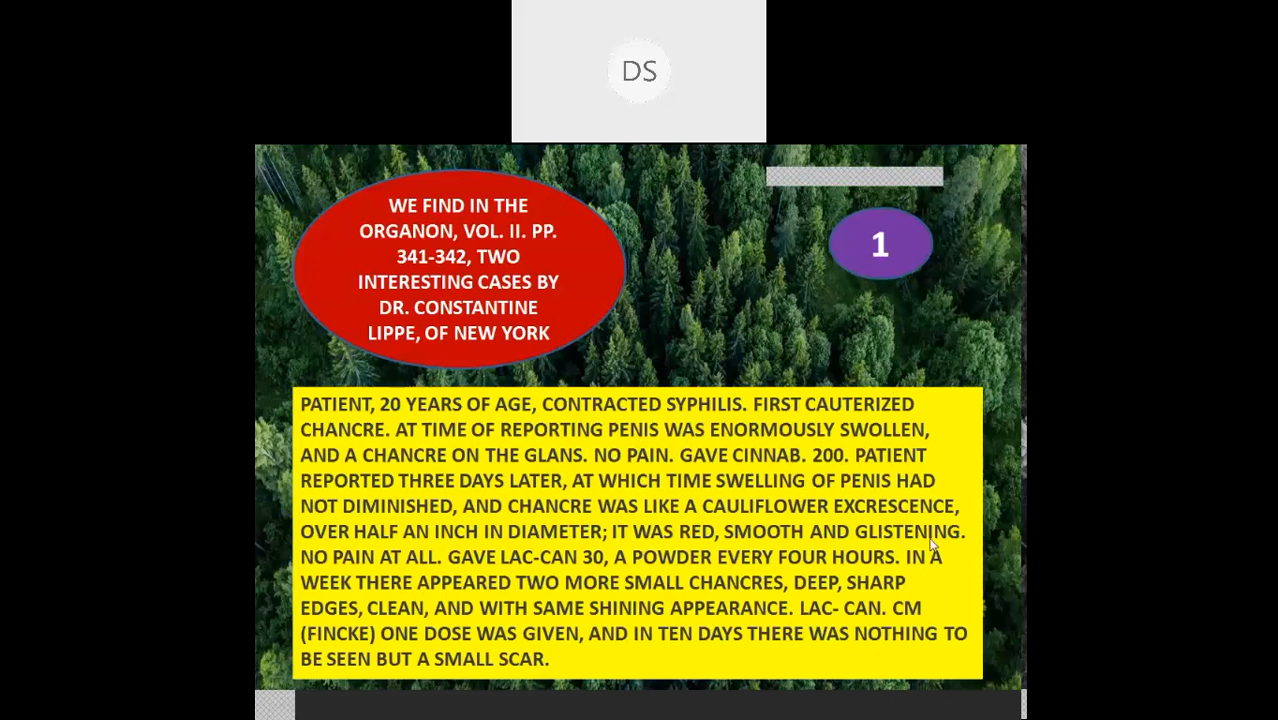 DS
WE FIND IN THE
ORGANON, VOL. II. PP.
341-342, TWO
INTERESTING CASES BY
DR. CONSTANTINE
LIPPE, OF NEW YORK
1
PATIENT, 20 YEARS OF AGE, CONTRACTED SYPHILIS. FIRST CAUTERIZED
CHANCRE. AT TIME OF REPORTING PENIS WAS ENORMOUSLY SWOLLEN,
AND A CHANCRE ON THE GLANS. NO PAIN. GAVE CINNAB. 200. PATIENT
REPORTED THREE DAYS LATER, AT WHICH TIME SWELLING OF PENIS HAD
NOT DIMINISHED, AND CHANCRE WAS LIKE A CAULIFLOWER EXCRESCENCE,
OVER HALF AN INCH IN DIAMETER; IT WAS RED, SMOOTH AND GLISTENING.
NO PAIN AT ALL. GAVE LAC-CAN 30, A POWDER EVERY FOUR HOURS. IN A
WEEK THERE APPEARED TWO MORE SMALL CHANCRES, DEEP, SHARP
EDGES, CLEAN, AND WITH SAME SHINING APPEARANCE. LAC- CAN. CM
(FINCKE) ONE DOSE WAS GIVEN, AND IN TEN DAYS THERE WAS NOTHING TO
BE SEEN BUT A SMALL SCAR.